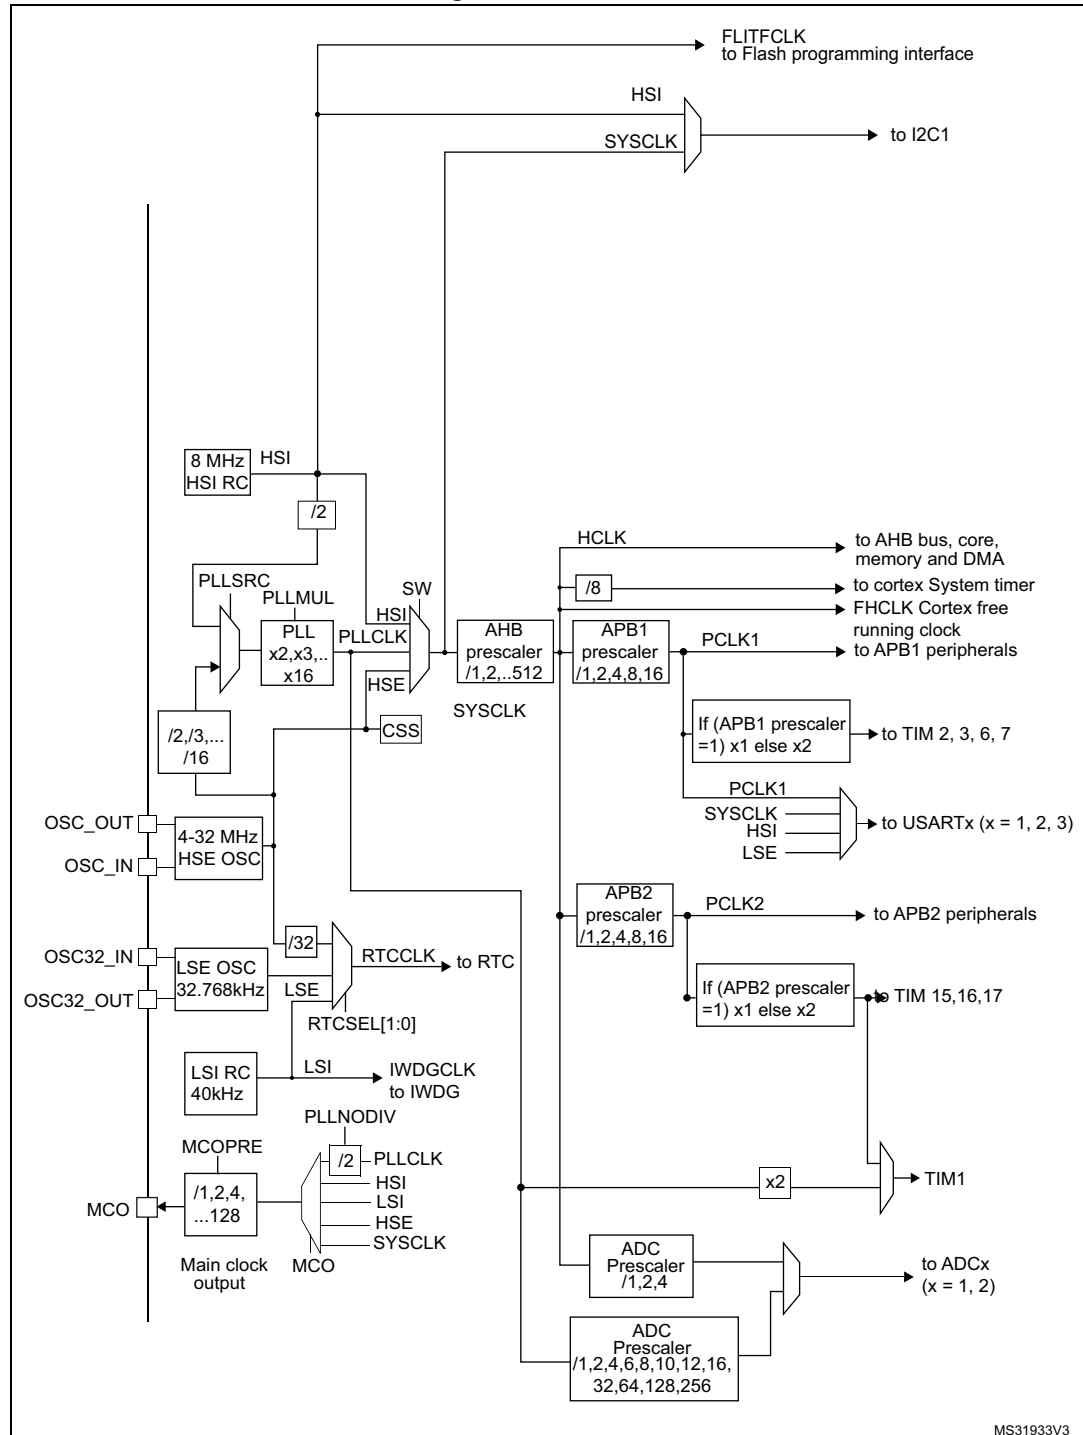 FLITFCLK
to Flash programming interface
HSI
to I2C1
SYSCLK
8 MHz
HSI RC
HSI
/2
HCLK
to AHB bus, core,
memory and DMA
/8
to cortex System timer
FHCLK Cortex free
running clock
PLLSRC
PLLMUL
PLL
x2,x3,..
x16
SW
HSI
PLLCLK
HSE
AHB
prescaler
/1,2,..512
APB1
prescaler
/1,2,4,8,16
PCLK1
to APB1 peripherals
SYSCLK
CSS
/2,/3,...
/16
If (APB1 prescaler
=1) x1 else x2
to TIM 2, 3, 6, 7
PCLK1
SYSCLK
HSI
LSE
to USARTx (x = 1, 2, 3)
OSC_OUT
OSC_IN
4-32 MHz
HSE OSC
APB2
prescaler
/1,2,4,8,16
PCLK2
to APB2 peripherals
/32
OSC32_IN
OSC32_OUT
LSE OSC
32.768kHz
LSE
RTCCLK
to RTC
RTCSEL[1:0]
If (APB2 prescaler
=1) x1 else x2
to TIM 15,16,17
LSI RC
40kHz
LSI
IWDGCLK
to IWDG
PLLNODIV
MCOPRE
/2
PLLCLK
HSI
LSI
HSE
SYSCLK
/1,2,4,
...128
MCO
Main clock
output
MCO
x2
TIM1
ADC
Prescaler
/1,2,4
to ADCx
(x = 1, 2)
ADC
Prescaler
/1,2,4,6,8,10,12,16,
32,64,128,256
MS31933V3